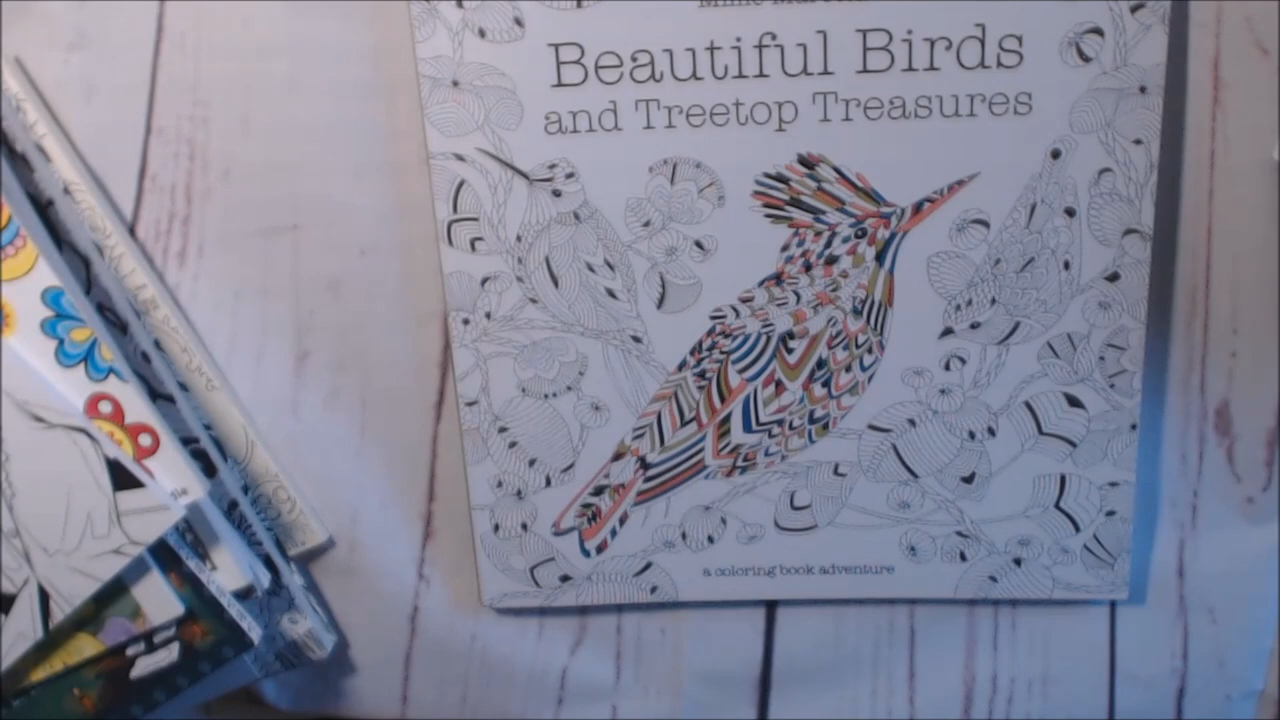 Beautiful Birds
and Treetop Treasures
a coloring book adventure